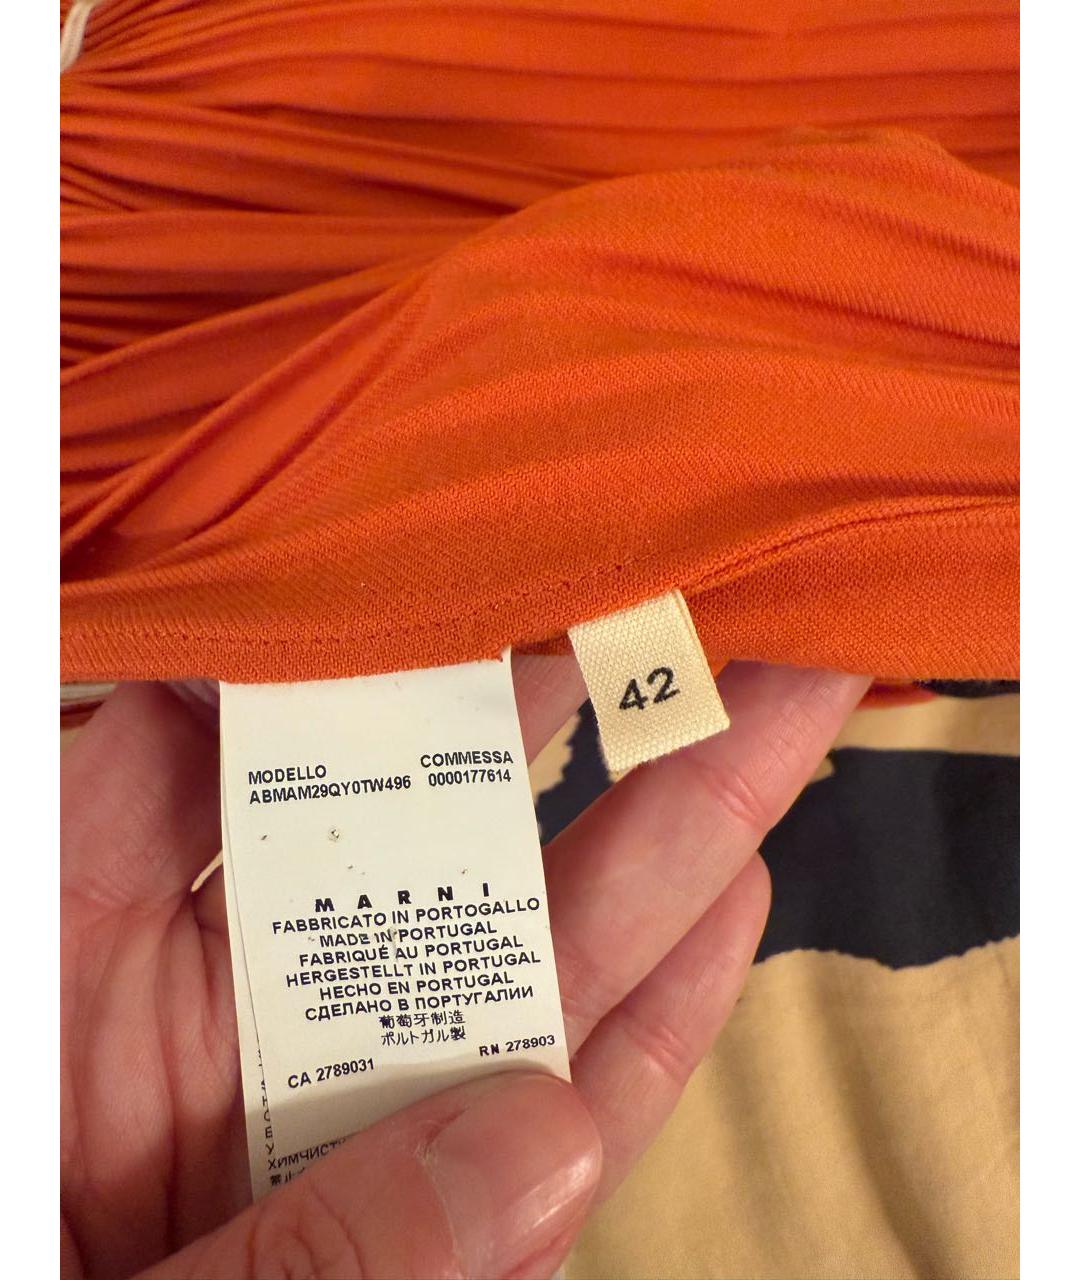 42
MODELLO COMMESSA
ABMAM29QY0TW496 0000177614
MARNI
FABBRICATO IN PORTOGALLO
MADE IN PORTUGAL
FABRIQUÉ AU PORTUGAL
HERGESTELLT IN PORTUGAL
HECHO EN PORTUGAL
СДЕЛАНО В ПОРТУГАЛИИ
葡萄牙制造
ポルトガル製
CA 2789031 RN 278903